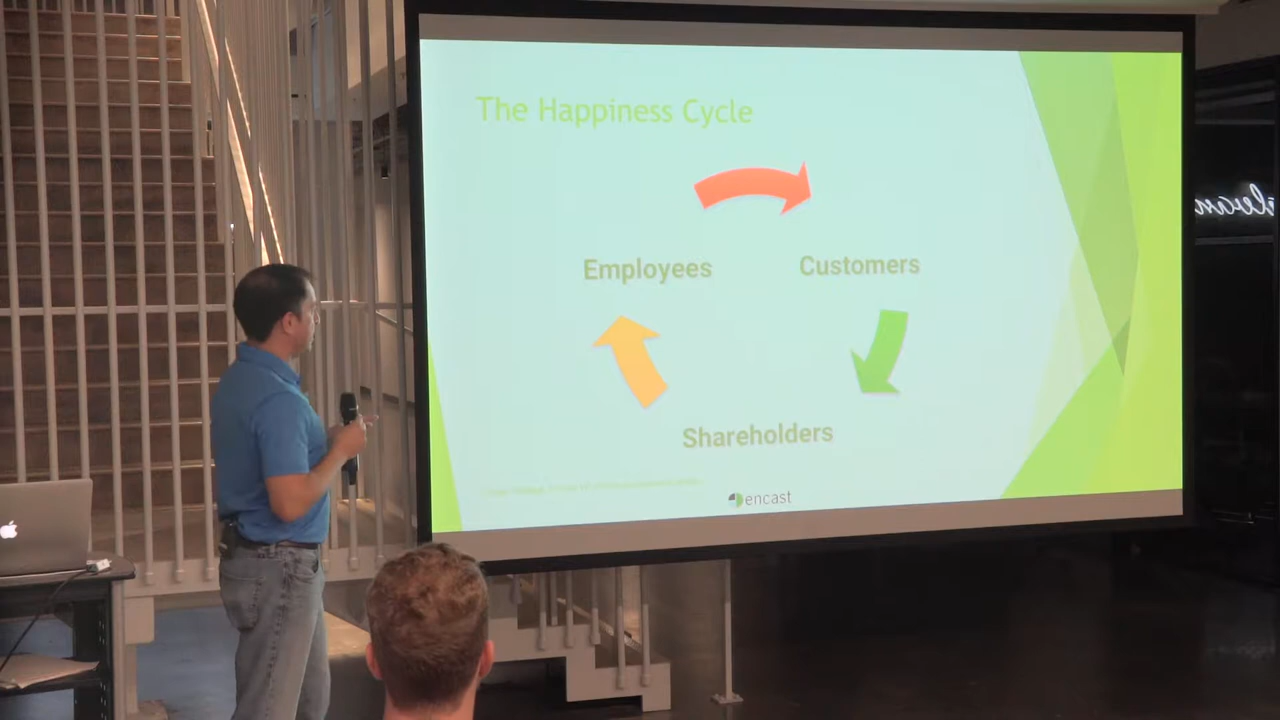 The Happiness Cycle
Employees
Customers
Shareholders
encast